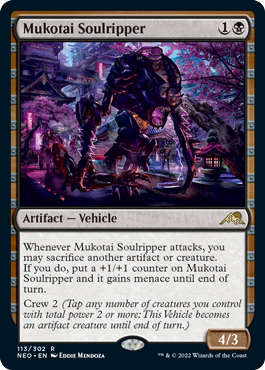 Mukotai Soulripper 1
Artifact — Vehicle
Whenever Mukotai Soulripper attacks, you
may sacrifice another artifact or creature.
If you do, put a +1/+1 counter on Mukotai
Soulripper and it gains menace until end of
turn.
Crew 2 (Tap any number of creatures you control
with total power 2 or more: This Vehicle becomes
an artifact creature until end of turn.)
4/3
113/302 R
NEO • EN Eddie Mendoza
™ & © 2022 Wizards of the Coast